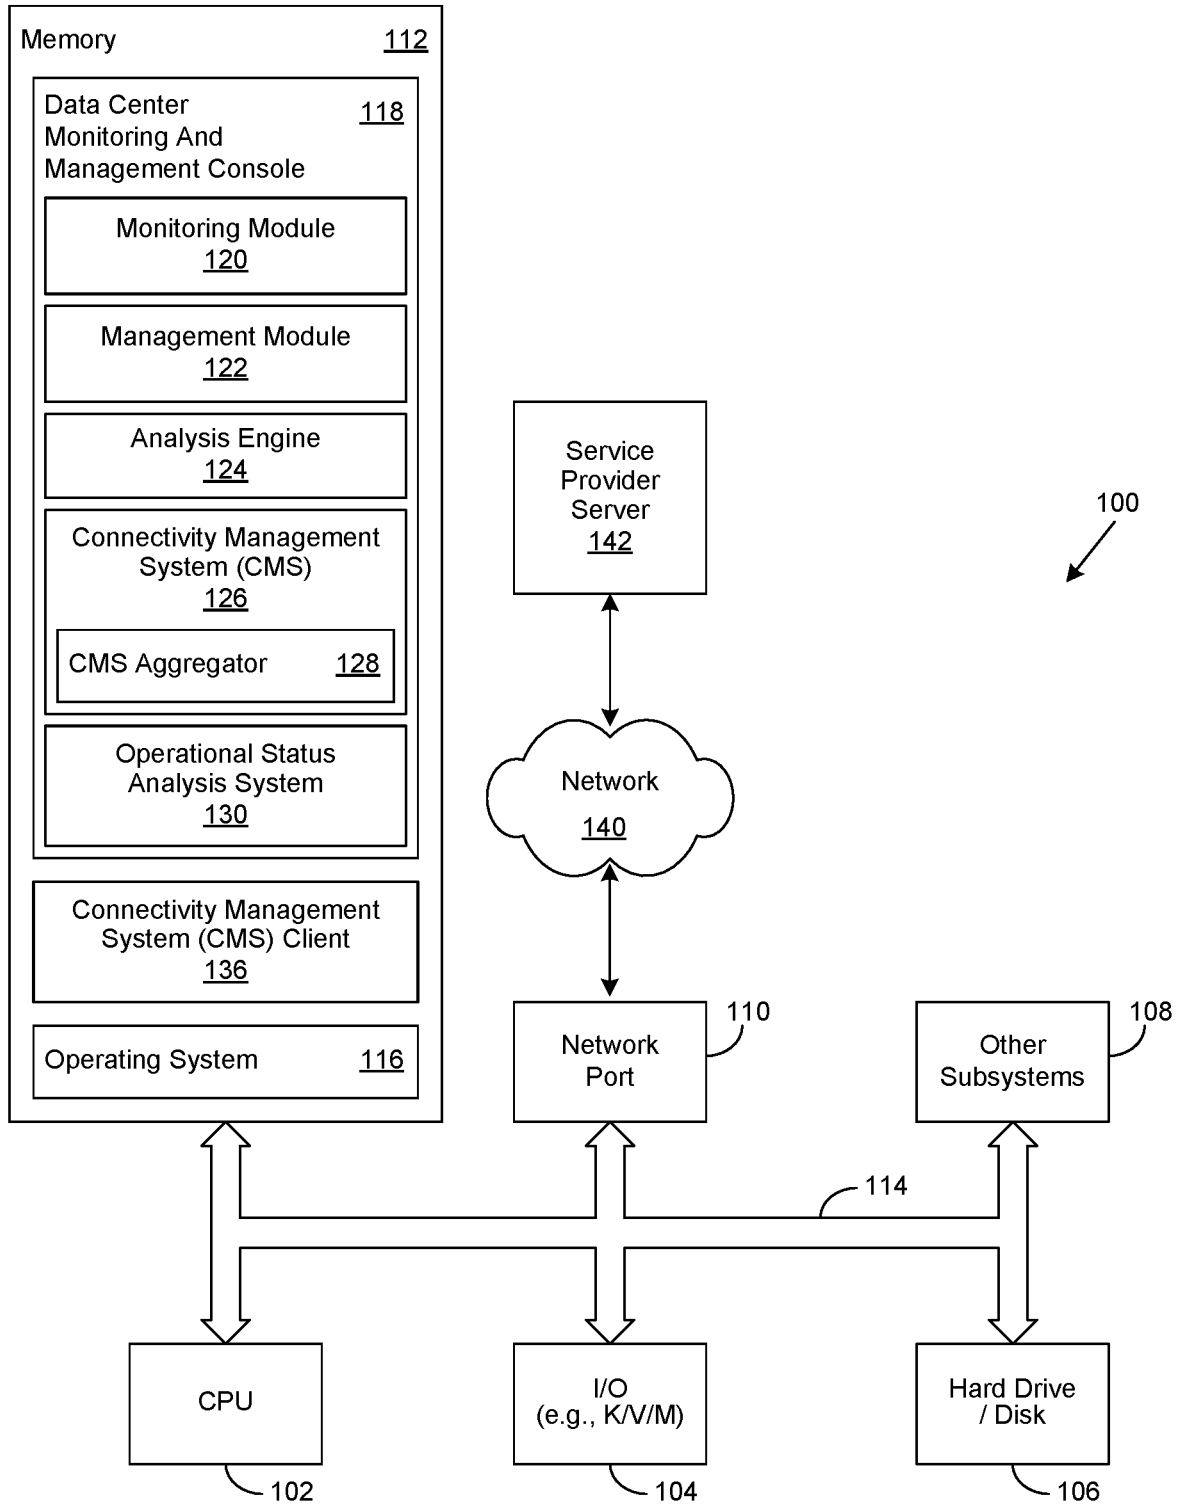 Memory 112
Data Center 118
Monitoring And
Management Console
Monitoring Module
120
Management Module
122
Analysis Engine
124
Connectivity Management
System (CMS)
126
CMS Aggregator 128
Operational Status
Analysis System
130
Connectivity Management
System (CMS) Client
136
Operating System 116
Service
Provider
Server
142
100
Network
140
Network
Port
110
Other
Subsystems
108
114
CPU
102
I/O
(e.g., K/V/M)
104
Hard Drive
/ Disk
106